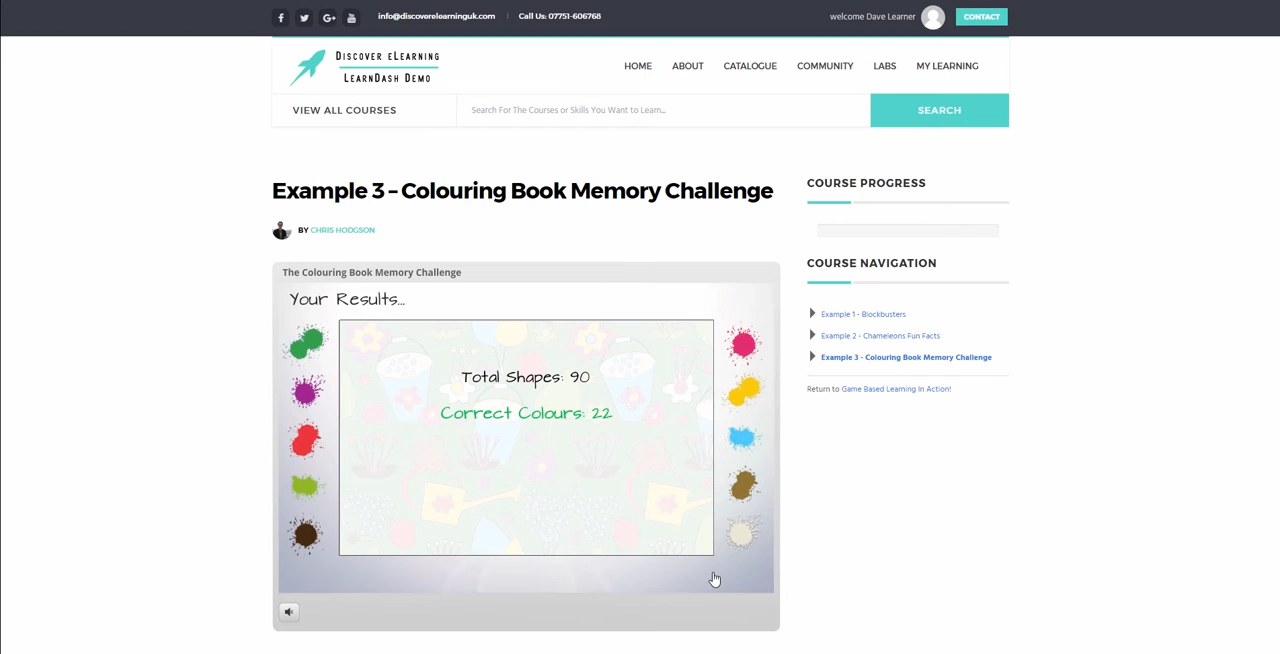 info@discoverelearninguk.com
Call Us: 07751-606768
welcome Dave Learner
CONTACT
DISCOVER ELEARNING
LEARNDASH DEMO
HOME
ABOUT
CATALOGUE
COMMUNITY
LABS
MY LEARNING
VIEW ALL COURSES
Search For The Courses or Skills You Want to Learn...
SEARCH
Example 3 – Colouring Book Memory Challenge
BY CHRIS HODGSON
The Colouring Book Memory Challenge
Your Results...
Total Shapes: 90
Correct Colours: 22
COURSE PROGRESS
COURSE NAVIGATION
Example 1 - Blockbusters
Example 2 - Chameleons Fun Facts
Example 3 - Colouring Book Memory Challenge
Return to Game Based Learning In Action!